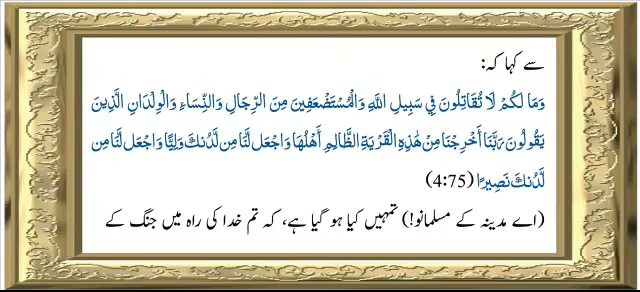 سے کہا کہ:
وَمَا لَكُمْ لَا تُقَاتِلُونَ فِي سَبِيلِ اللَّهِ وَالْمُسْتَضْعَفِينَ مِنَ الرِّجَالِ وَالنِّسَاءِ وَالْوِلْدَانِ الَّذِينَ
يَقُولُونَ رَبَّنَا أَخْرِجْنَا مِنْ هَٰذِهِ الْقَرْيَةِ الظَّالِمِ أَهْلُهَا وَاجْعَل لَّنَا مِن لَّدُنكَ وَلِيًّا وَاجْعَل لَّنَا مِن
لَّدُنكَ نَصِيرًا (4:75)
(اے مدینہ کے مسلمانو!) تمہیں کیا ہو گیا ہے، کہ تم خدا کی راہ میں جنگ کے